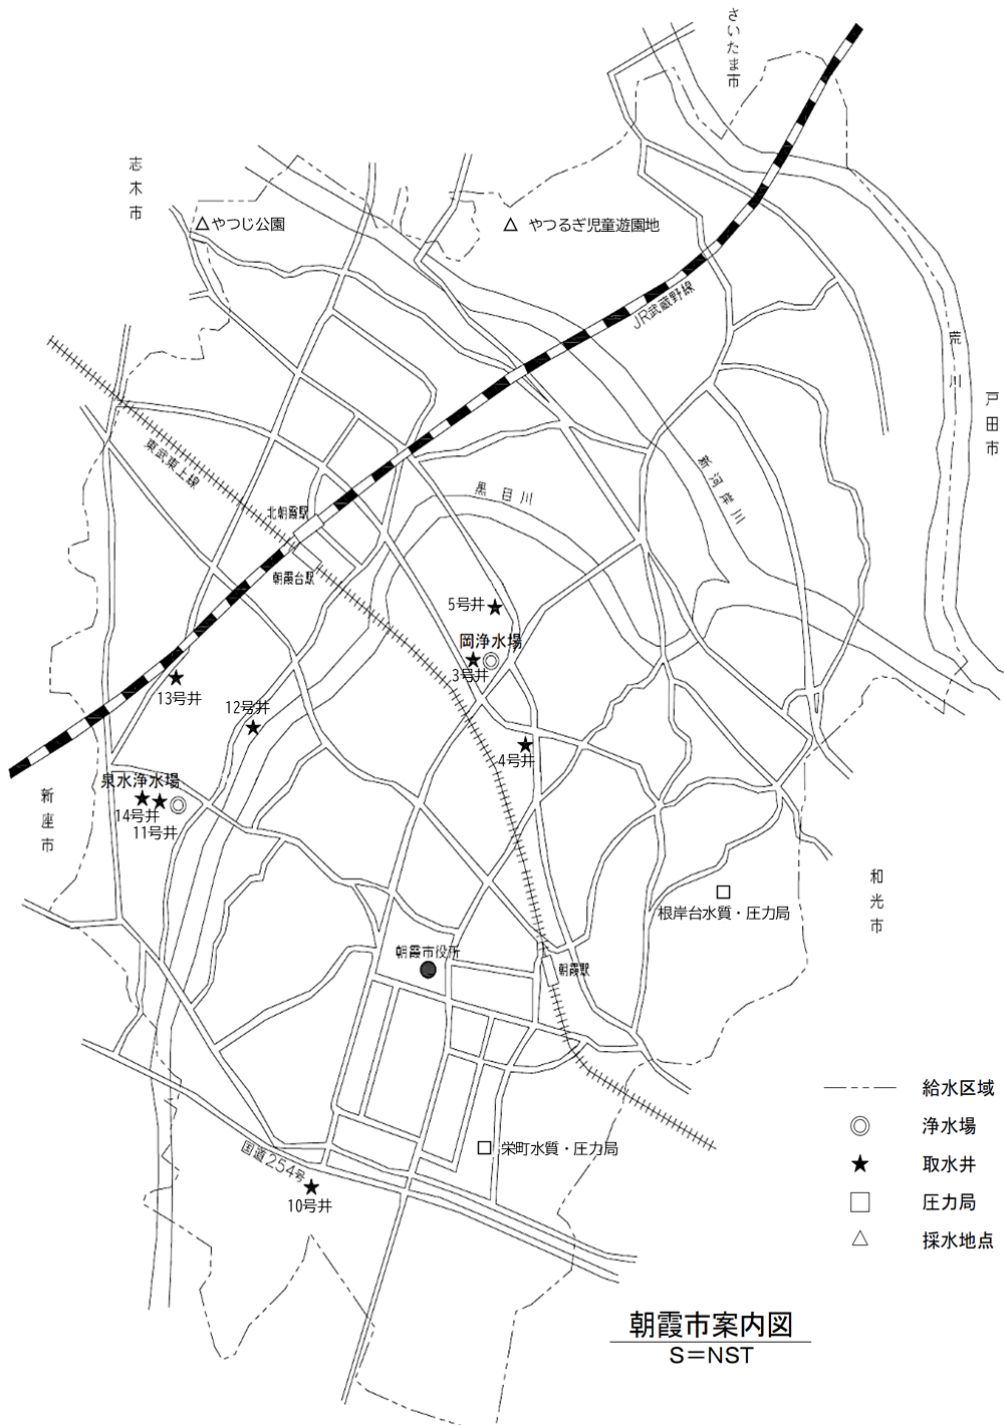 さいたま市
志木市
やつじ公園
やつるぎ児童遊園地
JR武蔵野線
荒川
戸田市
東武東上線
新河岸川
黒目川
北朝霞駅
朝霞台駅
5号井
岡浄水場
3号井
13号井
12号井
4号井
泉水浄水場
14号井
11号井
新座市
和光市
根岸台水質・圧力局
朝霞市役所
朝霞駅
給水区域
浄水場
取水井
圧力局
採水地点
栄町水質・圧力局
国道254号
10号井
朝霞市案内図
S=NST